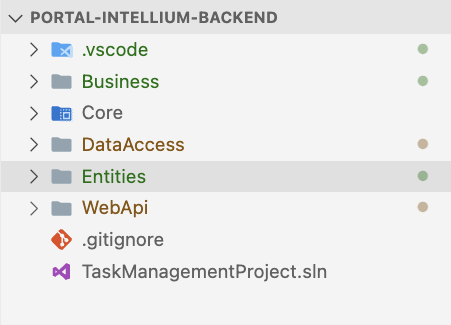 PORTAL-INTELLIUM-BACKEND
.vscode
Business
Core
DataAccess
Entities
WebApi
.gitignore
TaskManagementProject.sln